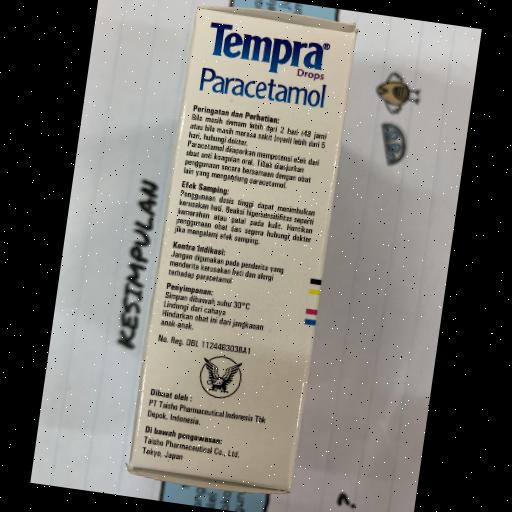 Tempra®
Drops
Paracetamol
Peringatan dan Perhatian:
Bila masih demam lebih dari 2 hari (48 jam)
atau bila masih merasa sakit lebih dari 5
hari, hubungi dokter.
Paracetamol dilaporkan mempotensi efek dari
obat anti koagulan oral. Tidak dianjurkan
penggunaan secara bersamaan dengan obat
lain yang mengandung paracetamol.
Efek Samping:
Penggunaan dosis tinggi dapat menimbulkan
kerusakan hati. Reaksi hipersensitifitas seperti
kemerahan atau gatal pada kulit. Hentikan
penggunaan obat dan segera hubungi dokter
jika mengalami efek samping.
Kontra Indikasi:
Jangan digunakan pada penderita yang
menderita kerusakan hati dan alergi
terhadap paracetamol.
Penyimpanan:
Simpan dibawah suhu 30°C
Lindungi dari cahaya
Hindarkan obat ini dari jangkauan
anak-anak.
No. Reg. DBL 1124463036A1
Dibuat oleh :
PT Taisho Pharmaceutical Indonesia Tbk
Depok, Indonesia.
Di bawah pengawasan:
Taisho Pharmaceutical Co., Ltd.
Tokyo, Japan
KESIMPULAN